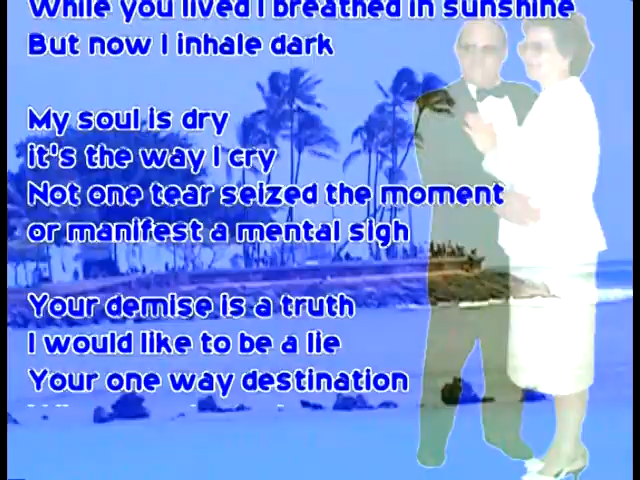 While you lived I breathed in sunshine
But now I inhale dark
My soul is dry
it's the way I cry
Not one tear seized the moment
or manifest a mental sigh
Your demise is a truth
I would like to be a lie
Your one way destination